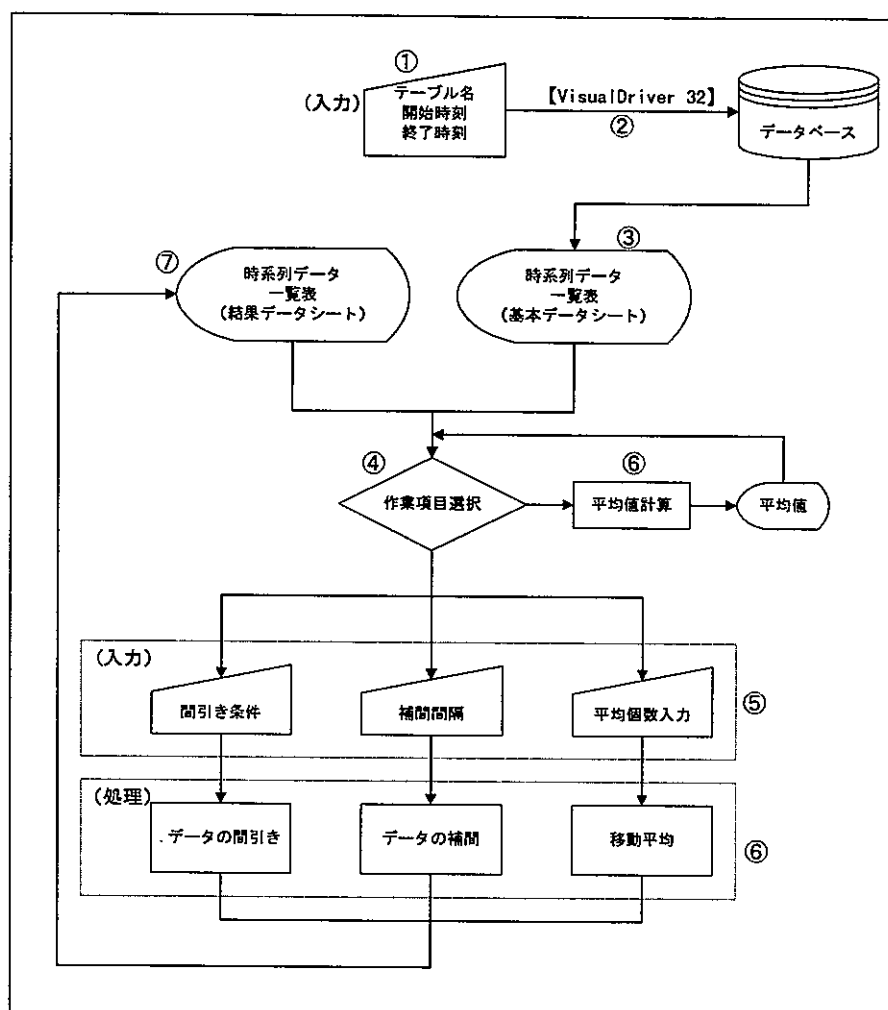 ①
(入力)
テーブル名
開始時刻
終了時刻
【VisualDriver 32】
②
データベース
⑦
時系列データ
一覧表
(結果データシート)
③
時系列データ
一覧表
(基本データシート)
④
作業項目選択
⑥
平均値計算
平均値
(入力)
間引き条件
補間間隔
平均個数入力
⑤
(処理)
データの間引き
データの補間
移動平均
⑥